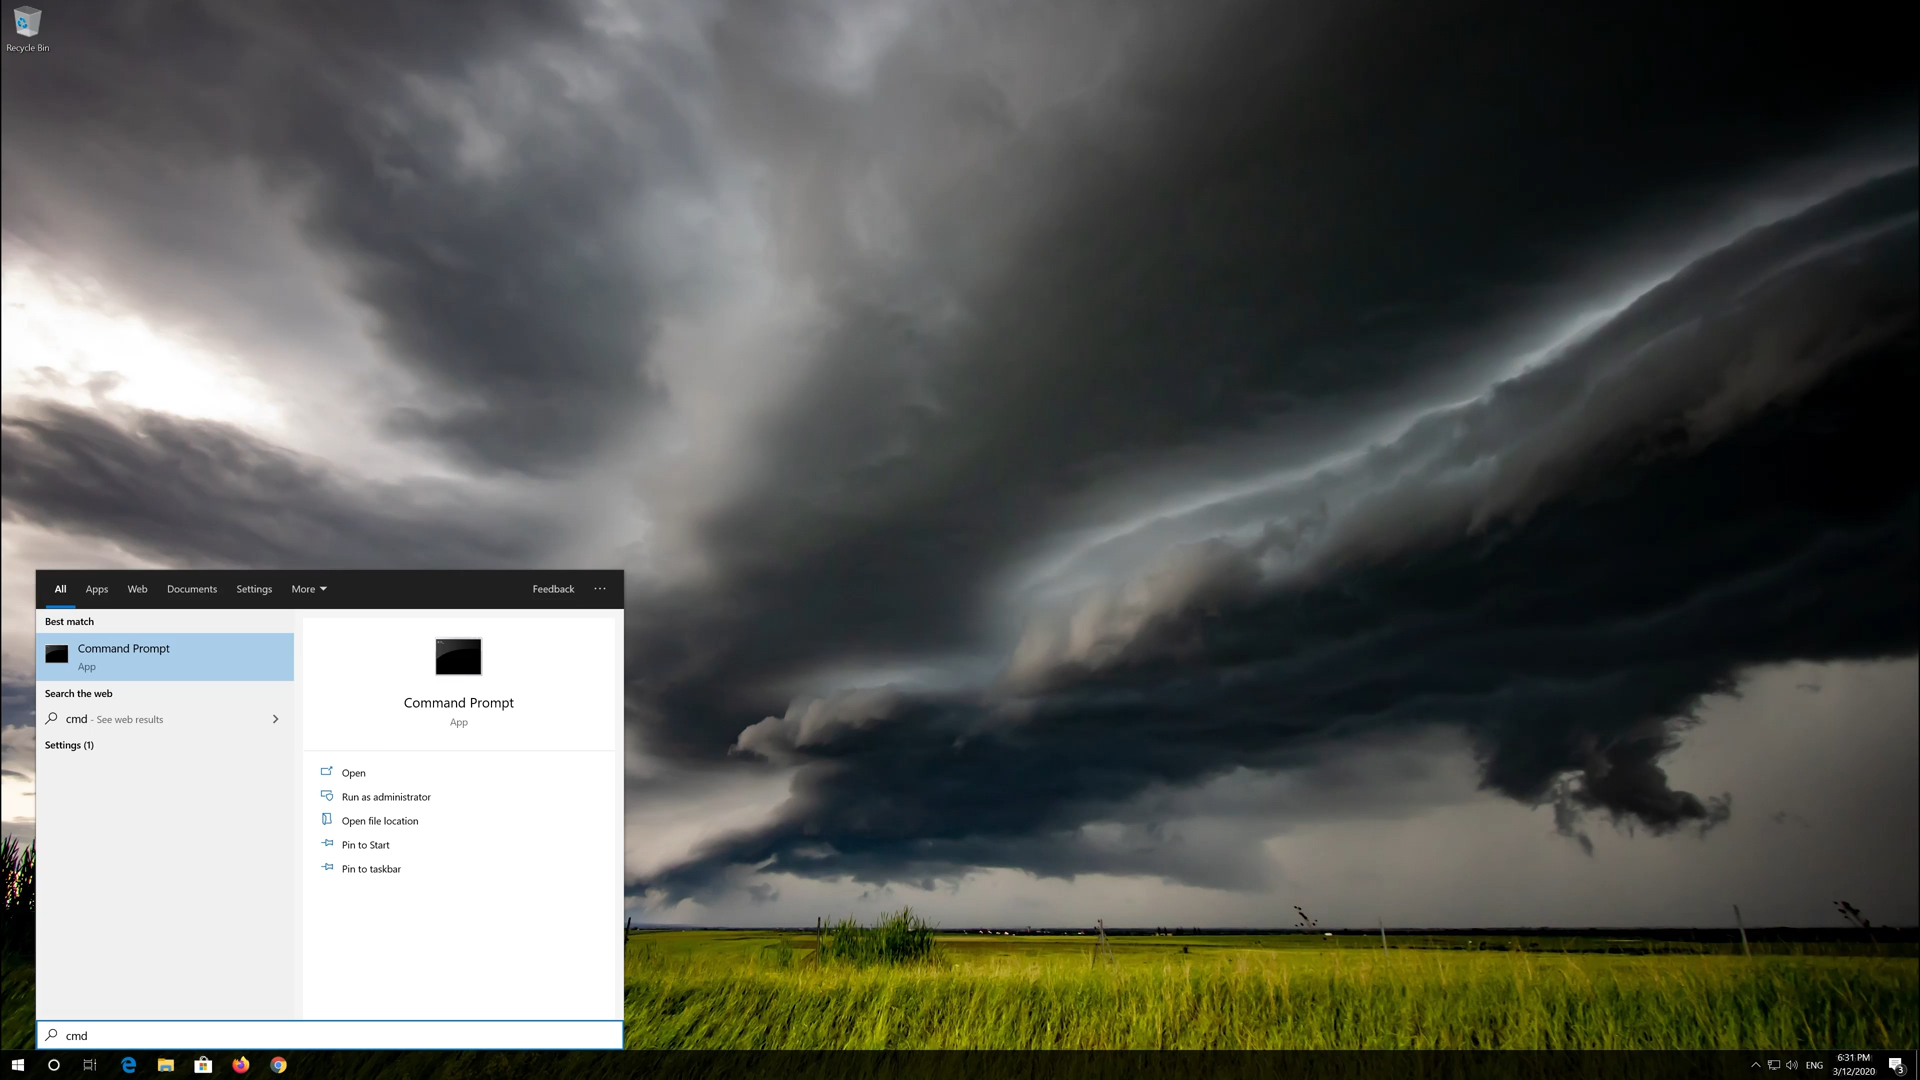 Recycle Bin
All Apps Web Documents Settings More Feedback ...
Best match
Command Prompt
App
Search the web
cmd - See web results
Settings (1)
Command Prompt
App
Open
Run as administrator
Open file location
Pin to Start
Pin to taskbar
cmd
ENG
6:31 PM
3/12/2020
3